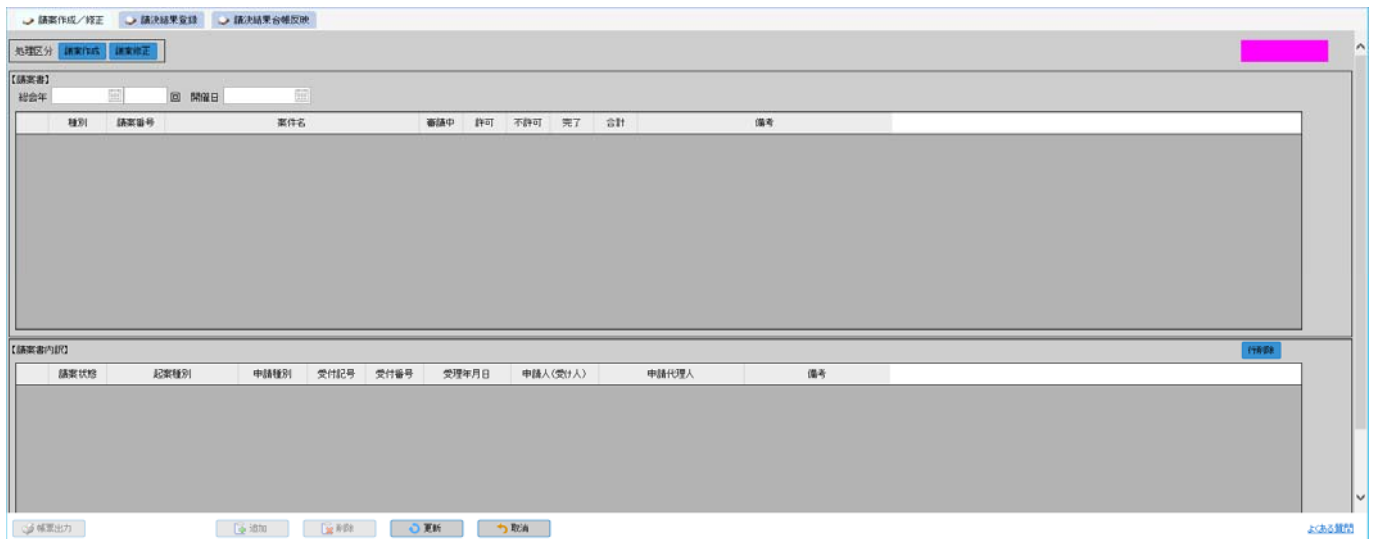 議案作成／修正 議決結果登録 議決結果台帳反映
処理区分 議案作成 議案修正
【議案書】
総会年 回 開催日
種別 議案番号 案件名 審議中 許可 不許可 完了 合計 備考
【議案書内訳】 行削除
議案状態 起案種別 申請種別 受付記号 受付番号 受理年月日 申請人(受け人) 申請代理人 備考
帳票出力 追加 削除 更新 取消 よくある質問